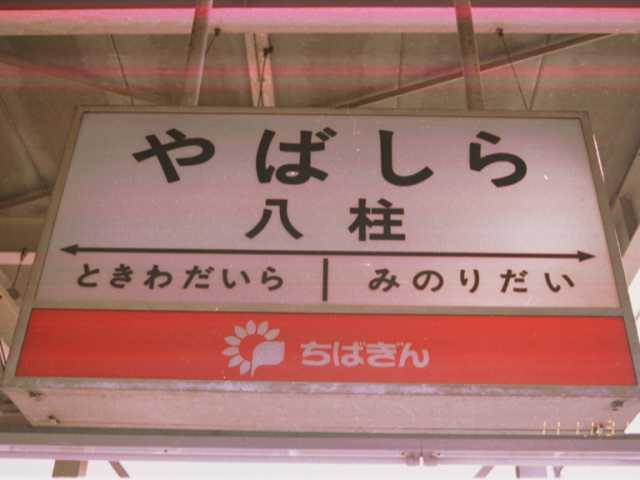 やばしら
八柱
ときわだいら みのりだい
ちばぎん